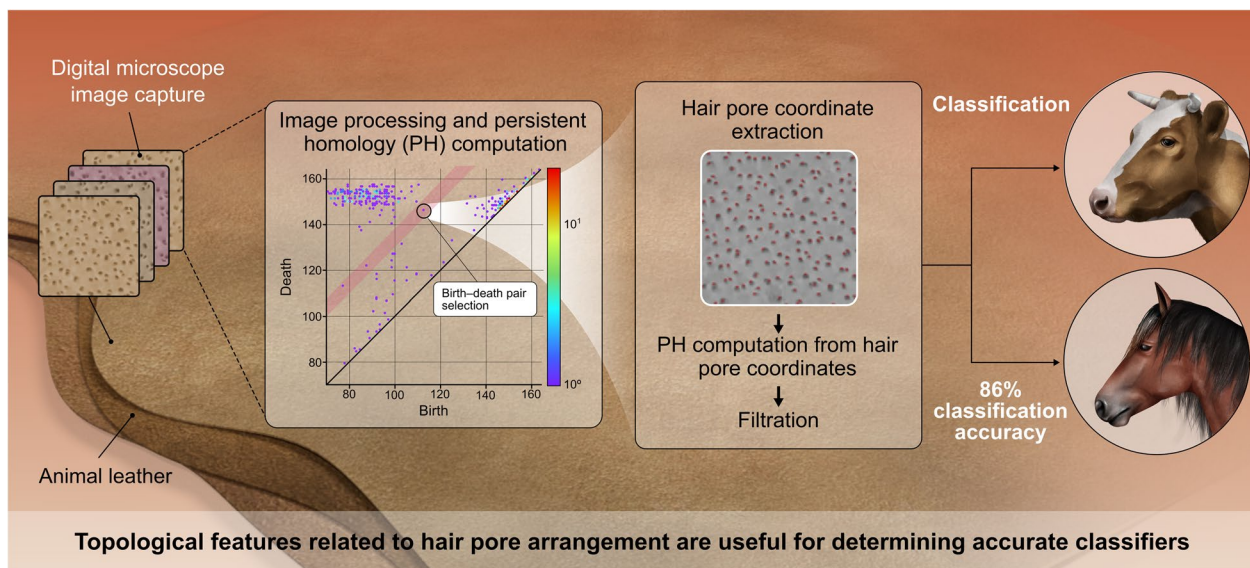 Digital microscope
image capture
Animal leather
Image processing and persistent
homology (PH) computation
160
140
120
100
80
Death
80
100
120
140
160
Birth
10¹
10⁰
Birth–death pair
selection
Hair pore coordinate
extraction
PH computation from hair
pore coordinates
Filtration
Classification
86%
classification
accuracy
Topological features related to hair pore arrangement are useful for determining accurate classifiers